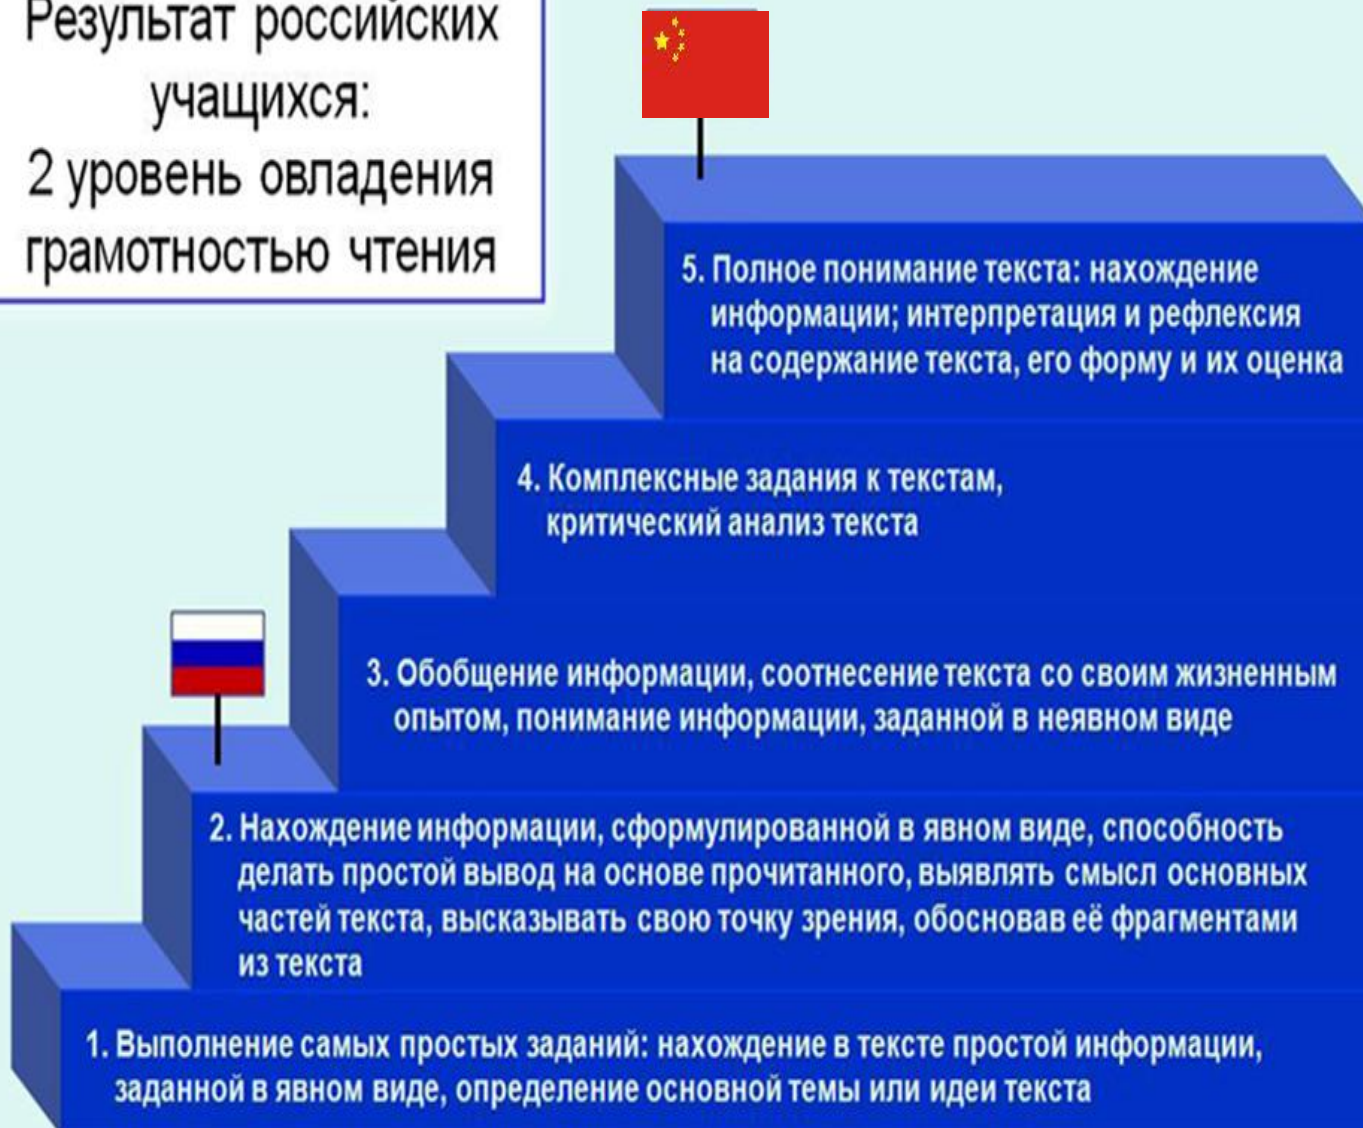 Результат российских
учащихся:
2 уровень овладения
грамотностью чтения
5. Полное понимание текста: нахождение
информации; интерпретация и рефлексия
на содержание текста, его форму и их оценка
4. Комплексные задания к текстам,
критический анализ текста
3. Обобщение информации, соотнесение текста со своим жизненным
опытом, понимание информации, заданной в неявном виде
2. Нахождение информации, сформулированной в явном виде, способность
делать простой вывод на основе прочитанного, выявлять смысл основных
частей текста, высказывать свою точку зрения, обосновав её фрагментами
из текста
1. Выполнение самых простых заданий: нахождение в тексте простой информации,
заданной в явном виде, определение основной темы или идеи текста